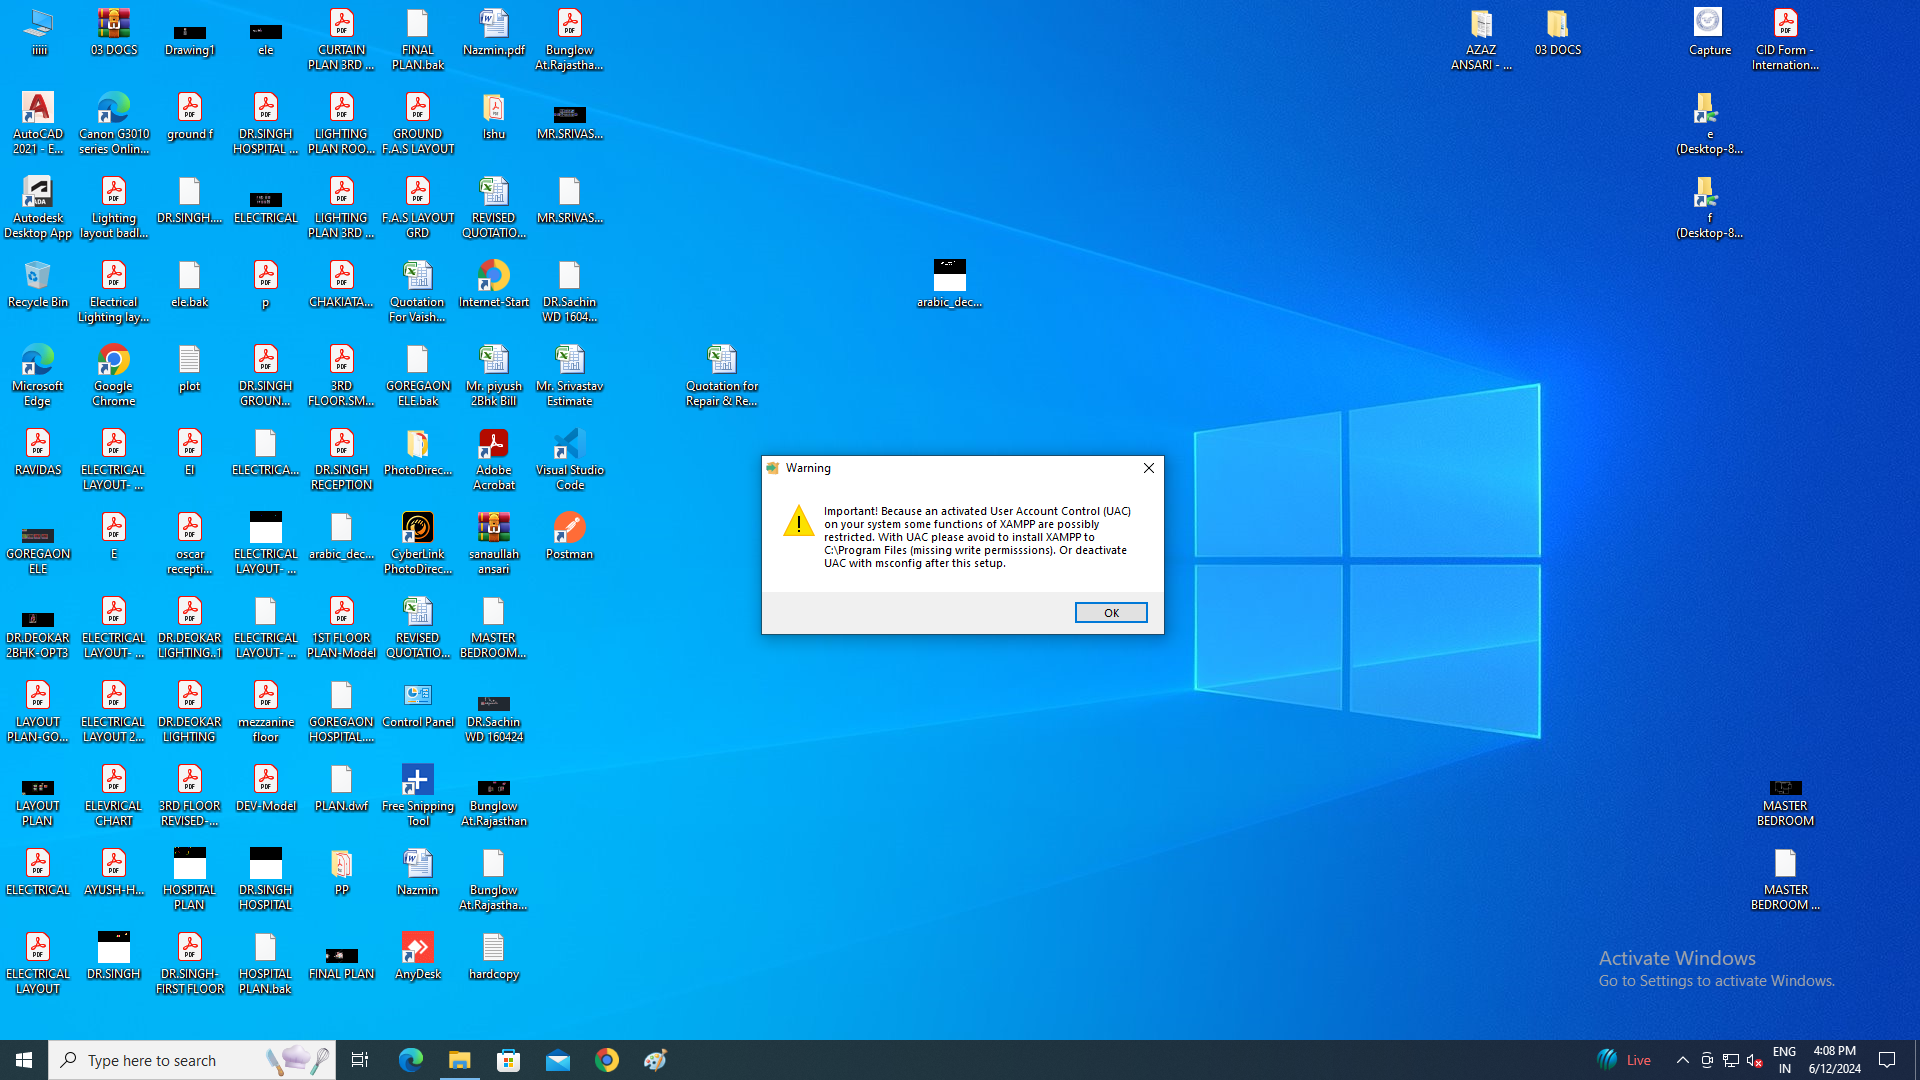 iiiii
03 DOCS
Drawing1
ele
CURTAIN
PLAN 3RD ...
FINAL
PLAN.bak
Nazmin.pdf
Bunglow
At.Rajastha...
AZAZ
ANSARI - ...
03 DOCS
Capture
CID Form -
Internation...
AutoCAD
2021 - E...
Canon G3010
series Onlin...
ground f
DR.SINGH
HOSPITAL ...
LIGHTING
PLAN ROO...
GROUND
F.A.S LAYOUT
Ishu
MR.SRIVAS...
e
(Desktop-8...
Autodesk
Desktop App
Lighting
layout badl...
DR.SINGH....
ELECTRICAL
LIGHTING
PLAN 3RD ...
F.A.S LAYOUT
GRD
REVISED
QUOTATIO...
MR.SRIVAS...
f
(Desktop-8...
Recycle Bin
Electrical
Lighting lay...
ele.bak
p
CHAKIATA...
Quotation
For Vaish...
Internet-Start
DR.Sachin
WD 1604...
arabic_dec...
Microsoft
Edge
Google
Chrome
plot
DR.SINGH
GROUN...
3RD
FLOOR.SM...
GOREGAON
ELE.bak
Mr. piyush
2Bhk Bill
Mr. Srivastav
Estimate
Quotation for
Repair & Re...
RAVIDAS
ELECTRICAL
LAYOUT- ...
El
ELECTRICA...
DR.SINGH
RECEPTION
PhotoDirec...
Adobe
Acrobat
Visual Studio
Code
GOREGAON
ELE
E
oscar
recepti...
ELECTRICAL
LAYOUT- ...
arabic_dec...
CyberLink
PhotoDirec...
sanaullah
ansari
Postman
DR.DEOKAR
2BHK-OPT3
ELECTRICAL
LAYOUT- ...
DR.DEOKAR
LIGHTING..1
ELECTRICAL
LAYOUT- ...
1ST FLOOR
PLAN-Model
REVISED
QUOTATIO...
MASTER
BEDROOM...
LAYOUT
PLAN-GO...
ELECTRICAL
LAYOUT 2...
DR.DEOKAR
LIGHTING
mezzanine
floor
GOREGAON
HOSPITAL....
Control Panel
DR.Sachin
WD 160424
LAYOUT
PLAN
ELEVRICAL
CHART
3RD FLOOR
REVISED-...
DEV-Model
PLAN.dwf
Free Snipping
Tool
Bunglow
At.Rajasthan
MASTER
BEDROOM
ELECTRICAL
AYUSH-H...
HOSPITAL
PLAN
DR.SINGH
HOSPITAL
PP
Nazmin
Bunglow
At.Rajastha...
MASTER
BEDROOM ...
ELECTRICAL
LAYOUT
DR.SINGH
DR.SINGH-
FIRST FLOOR
HOSPITAL
PLAN.bak
FINAL PLAN
AnyDesk
hardcopy
Warning
Important! Because an activated User Account Control (UAC)
on your system some functions of XAMPP are possibly
restricted. With UAC please avoid to install XAMPP to
C:\Program Files (missing write permisssions). Or deactivate
UAC with msconfig after this setup.
OK
Activate Windows
Go to Settings to activate Windows.
Type here to search
Live
ENG
IN
4:08 PM
6/12/2024